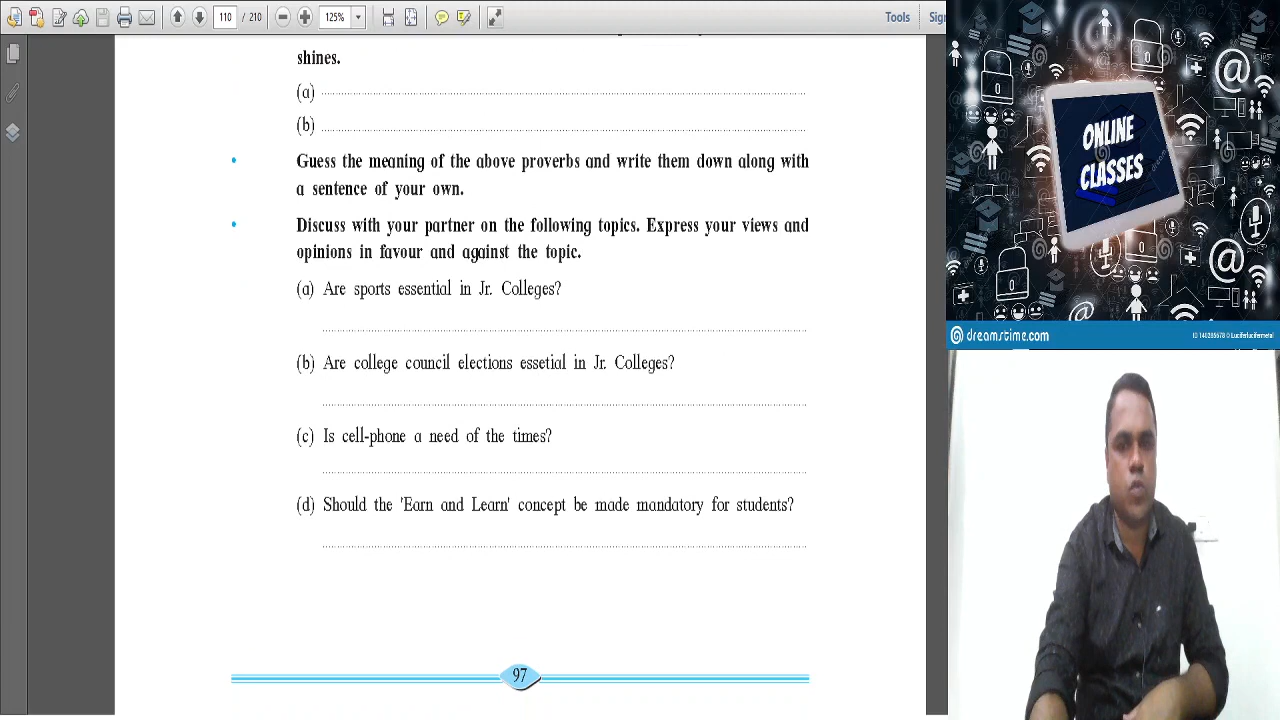 110 / 210
125%
Tools
Sig
shines.
(a)
(b)
• Guess the meaning of the above proverbs and write them down along with
a sentence of your own.
• Discuss with your partner on the following topics. Express your views and
opinions in favour and against the topic.
(a) Are sports essential in Jr. Colleges?
(b) Are college council elections essetial in Jr. Colleges?
(c) Is cell-phone a need of the times?
(d) Should the 'Earn and Learn' concept be made mandatory for students?
97
ONLINE
CLASSES
dreamstime.com
ID 140265678 © Luciferlucifermetal